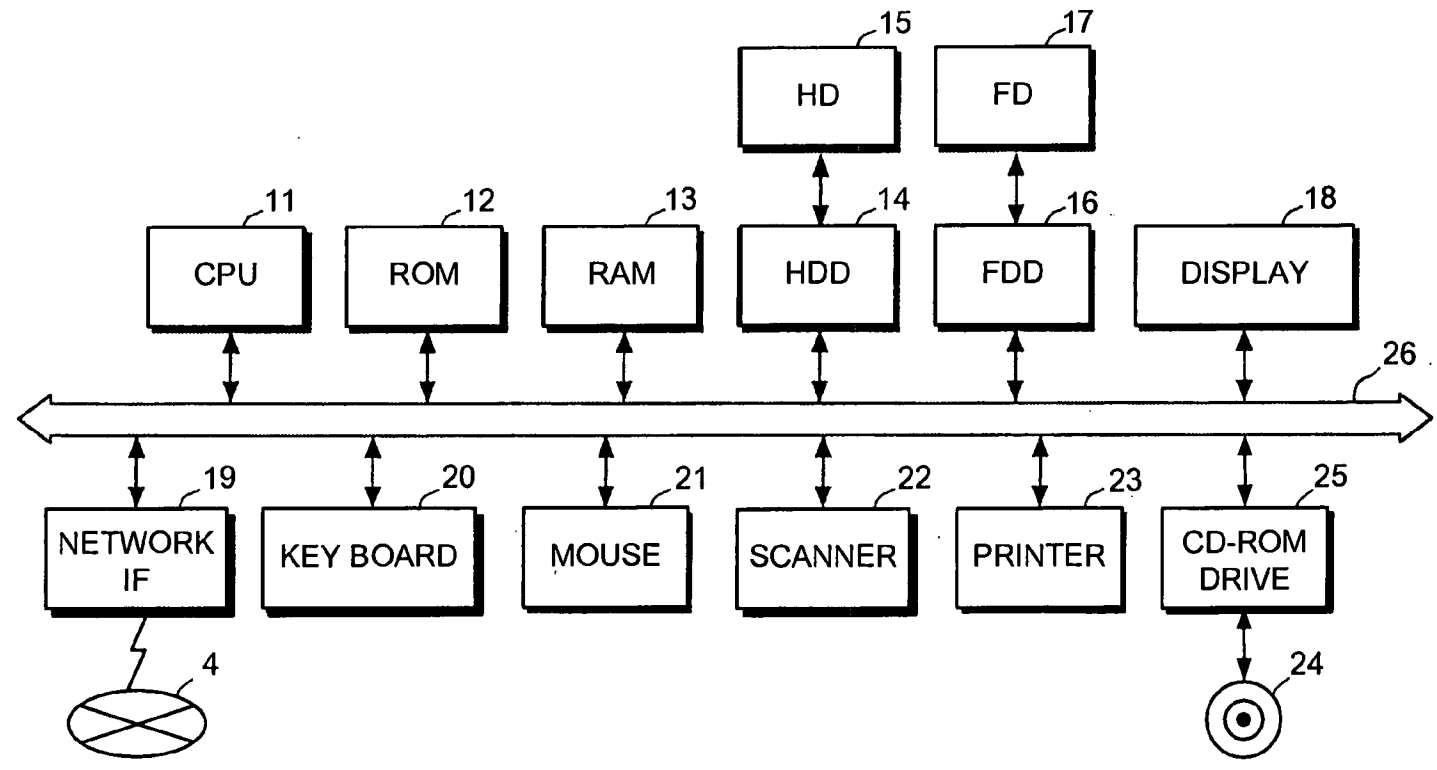 15
17
HD
FD
11
12
13
14
16
18
CPU
ROM
RAM
HDD
FDD
DISPLAY
26
19
20
21
22
23
25
NETWORK
IF
KEY BOARD
MOUSE
SCANNER
PRINTER
CD-ROM
DRIVE
4
24